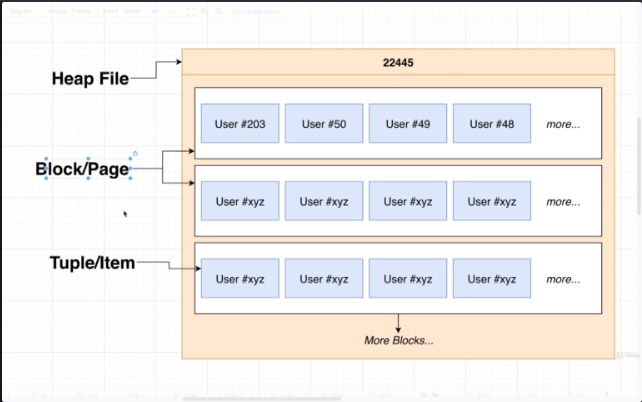 22445
Heap File
User #203 User #50 User #49 User #48 more...
Block/Page
User #xyz User #xyz User #xyz User #xyz more...
Tuple/Item
User #xyz User #xyz User #xyz User #xyz more...
More Blocks...